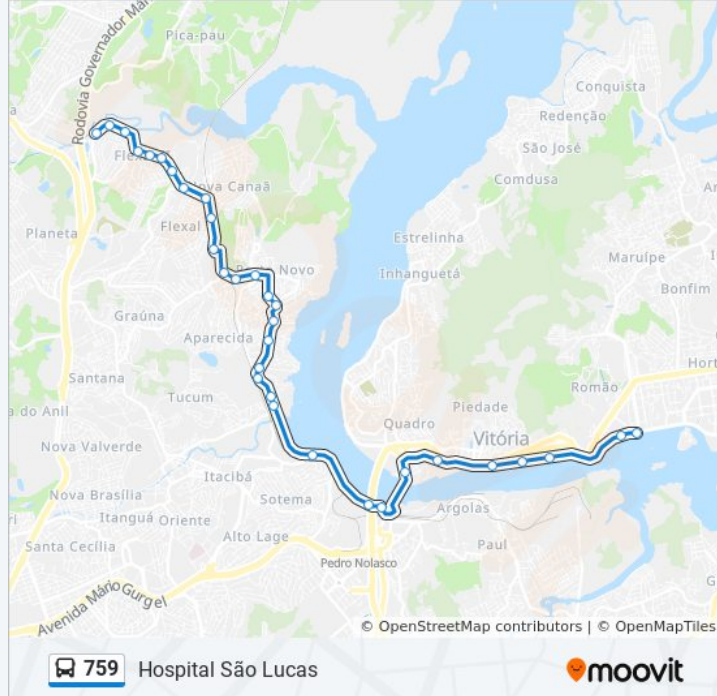 Pica-pau
Rodovia Governador Már
Conquista
Redenção
São José
Comdusa
Flexal
Nova Canaã
Flexal
Planeta
Novo
Estrelinha
Inhanguetá
Maruípe
Bonfim
Graúna
Aparecida
Santana
Tucum
a do Anil
Hort
Romão
Piedade
Quadro
Vitória
Nova Valverde
Itacibá
Nova Brasília
Sotema
Itanguá
Oriente
Argolas
Alto Lage
Paul
Santa Cecília
Pedro Nolasco
Avenida Mário Gurgel
© OpenStreetMap contributors | © OpenMapTiles
759 Hospital São Lucas
moovit